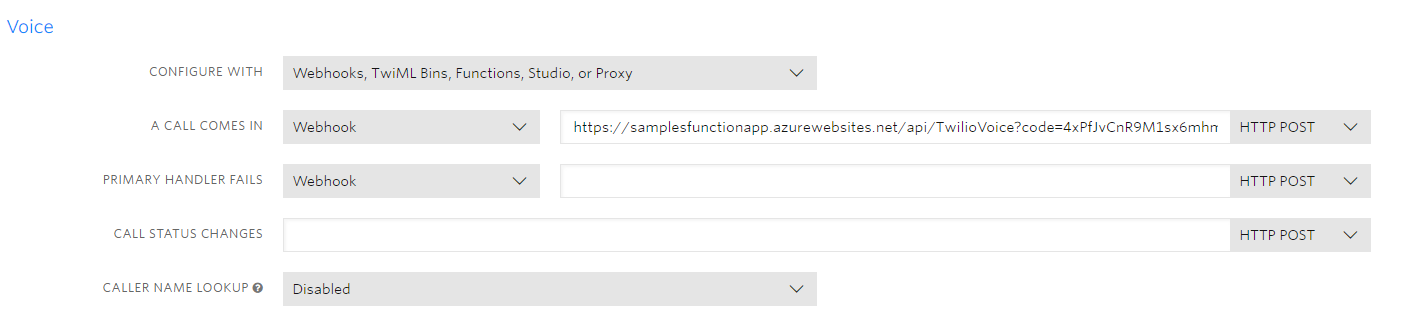 Voice
CONFIGURE WITH Webhooks, TwiML Bins, Functions, Studio, or Proxy
A CALL COMES IN Webhook https://samplesfunctionapp.azurewebsites.net/api/TwilioVoice?code=4xPfJvCnR9M1sx6mhm HTTP POST
PRIMARY HANDLER FAILS Webhook HTTP POST
CALL STATUS CHANGES HTTP POST
CALLER NAME LOOKUP ? Disabled